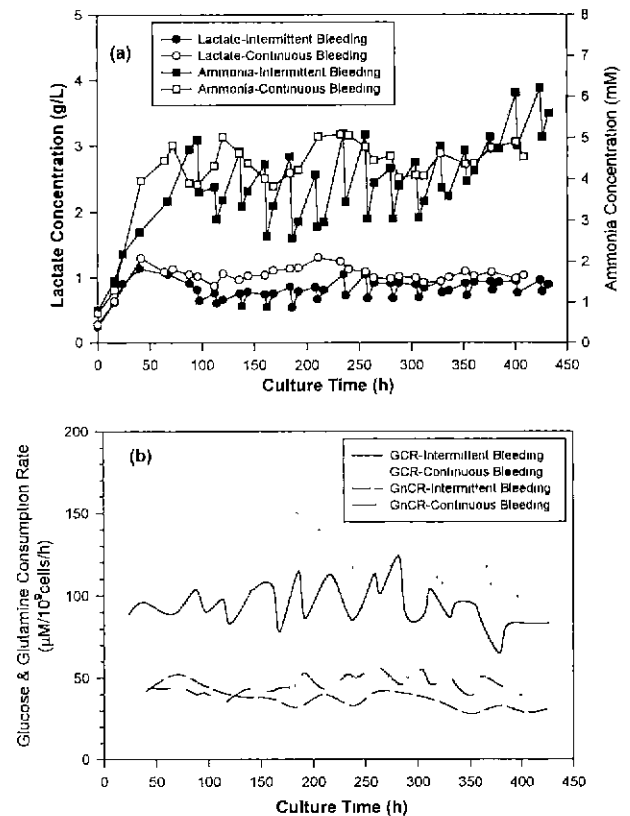 (a)
Lactate-Intermittent Bleeding
Lactate-Continuous Bleeding
Ammonia-Intermittent Bleeding
Ammonia-Continuous Bleeding
Lactate Concentration (g/L)
5
4
3
2
1
0
Ammonia Concentration (mM)
8
7
6
5
4
3
2
1
0
0 50 100 150 200 250 300 350 400 450
Culture Time (h)
(b)
GCR-Intermittent Bleeding
GCR-Continuous Bleeding
GnCR-Intermittent Bleeding
GnCR-Continuous Bleeding
Glucose & Glutamine Consumption Rate
(μM/10⁹cells/h)
200
150
100
50
0
0 50 100 150 200 250 300 350 400 450
Culture Time (h)